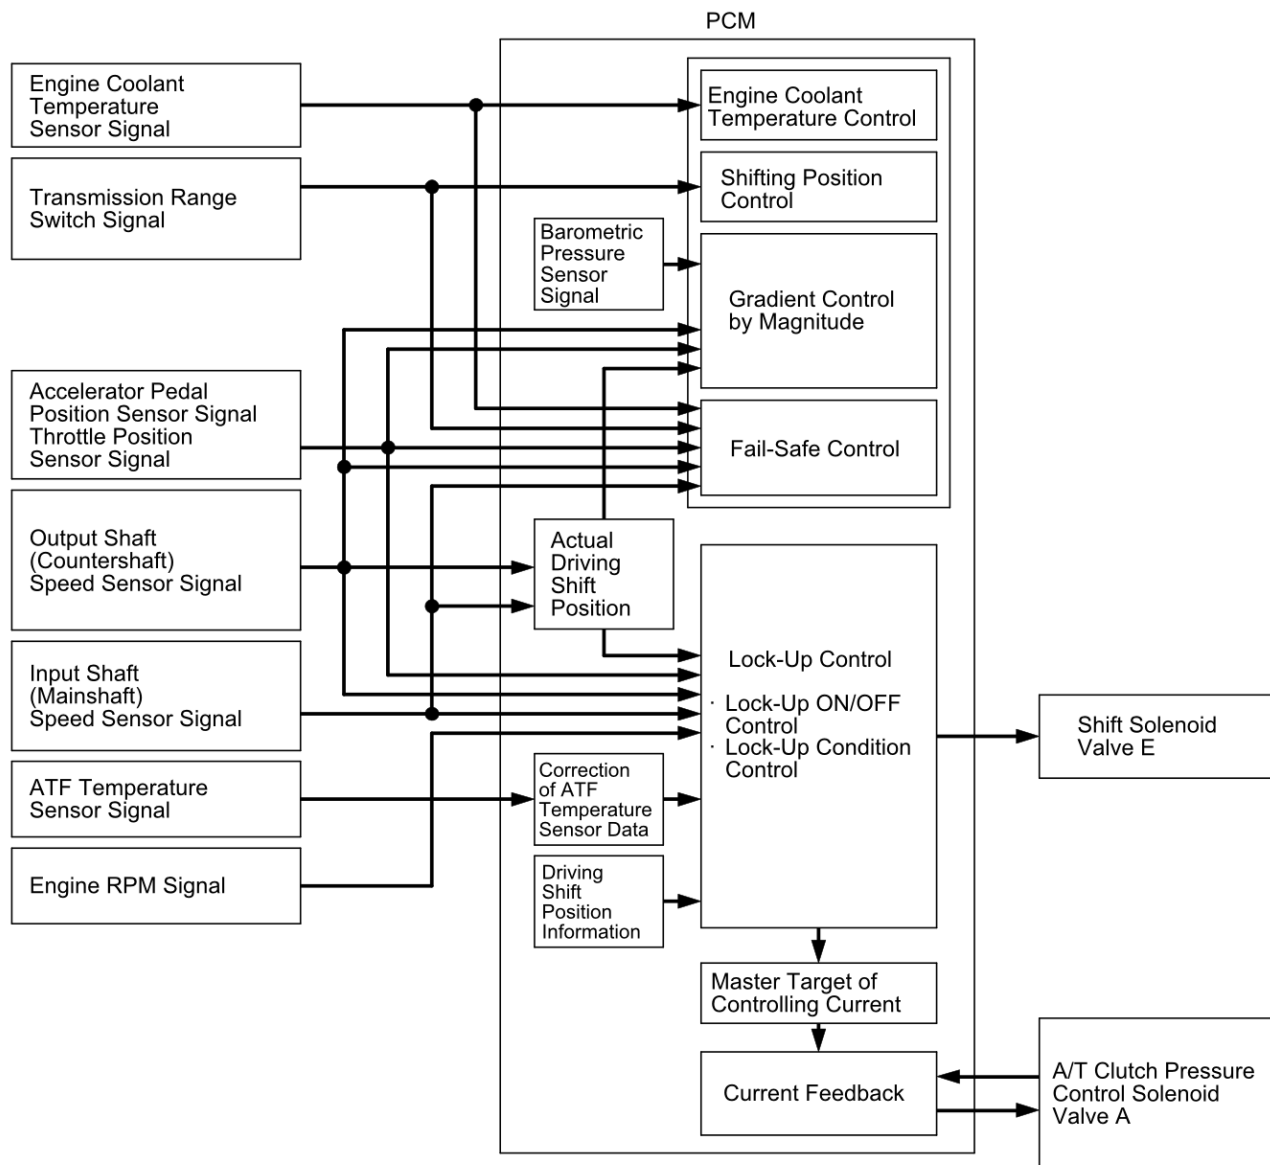 PCM
Engine Coolant
Temperature
Sensor Signal
Engine Coolant
Temperature Control
Transmission Range
Switch Signal
Shifting Position
Control
Barometric
Pressure
Sensor
Signal
Gradient Control
by Magnitude
Accelerator Pedal
Position Sensor Signal
Throttle Position
Sensor Signal
Fail-Safe Control
Output Shaft
(Countershaft)
Speed Sensor Signal
Actual
Driving
Shift
Position
Input Shaft
(Mainshaft)
Speed Sensor Signal
Lock-Up Control
· Lock-Up ON/OFF
Control
· Lock-Up Condition
Control
Shift Solenoid
Valve E
ATF Temperature
Sensor Signal
Correction
of ATF
Temperature
Sensor Data
Engine RPM Signal
Driving
Shift
Position
Information
Master Target of
Controlling Current
Current Feedback
A/T Clutch Pressure
Control Solenoid
Valve A